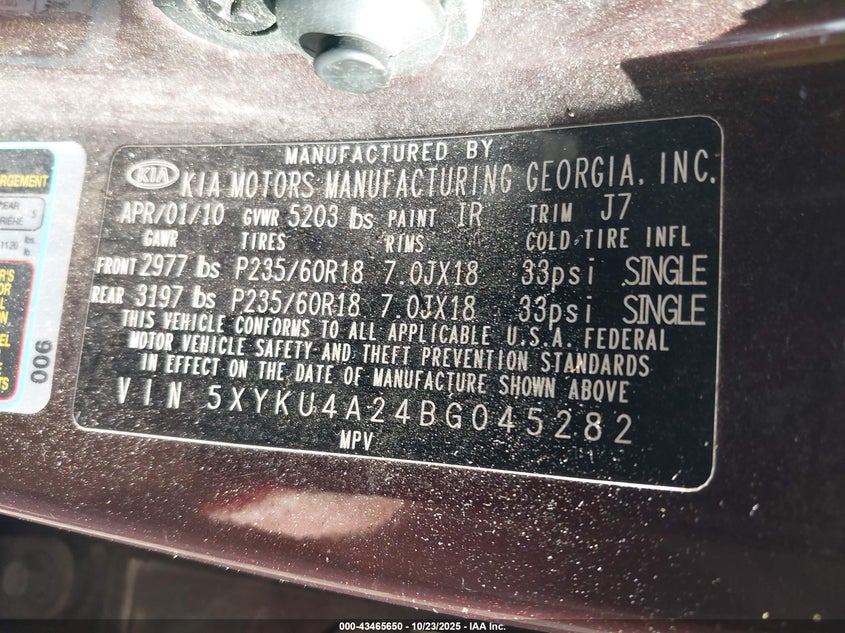 MANUFACTURED BY
KIA KIA MOTORS MANUFACTURING GEORGIA, INC.
APR/01/10 GVWR 5203 lbs PAINT IR TRIM J7
GAWR TIRES RIMS COLD-TIRE INFL
FRONT 2977 lbs P235/60R18 7.0JX18 33psi SINGLE
REAR 3197 lbs P235/60R18 7.0JX18 33psi SINGLE
THIS VEHICLE CONFORMS TO ALL APPLICABLE U.S.A. FEDERAL
MOTOR VEHICLE SAFETY AND THEFT PREVENTION STANDARDS
IN EFFECT ON THE DATE OF MANUFACTURE SHOWN ABOVE
VIN 5XYKU4A24BG045282
MPV
006
000-43465650 - 10/23/2025 - IAA Inc.